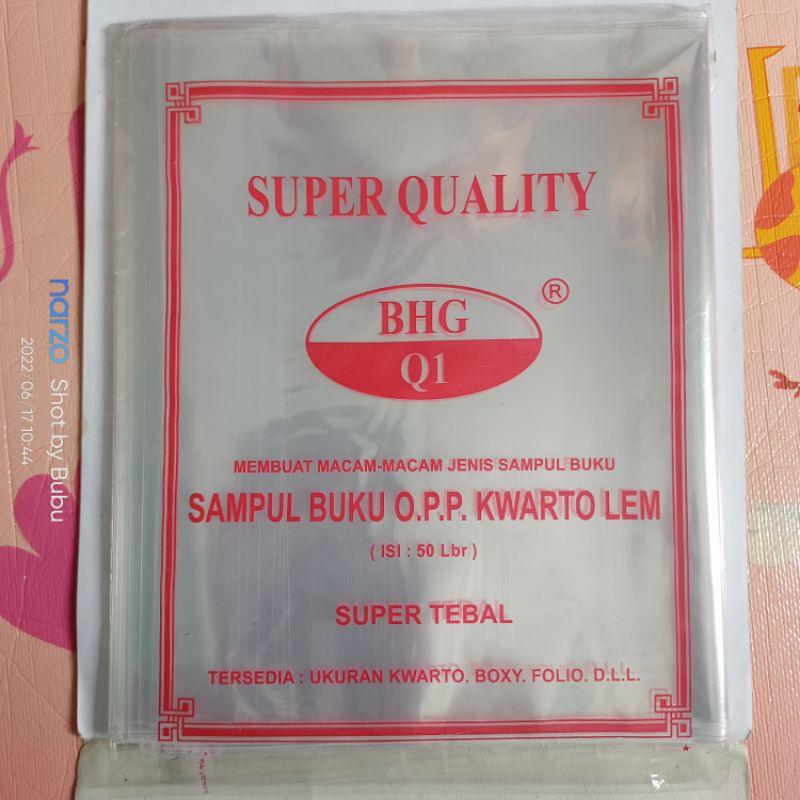 SUPER QUALITY
®
BHG
Q1
MEMBUAT MACAM-MACAM JENIS SAMPUL BUKU
SAMPUL BUKU O.P.P. KWARTO LEM
( ISI : 50 Lbr )
SUPER TEBAL
TERSEDIA : UKURAN KWARTO. BOXY. FOLIO. D.L.L.
narzo Shot by Bubu
2022/06/17 10:44